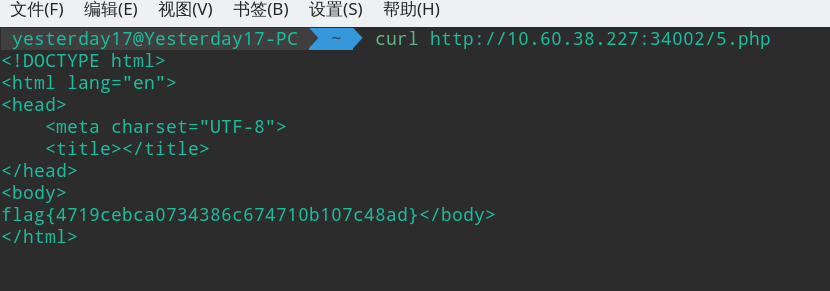 文件(F) 编辑(E) 视图(V) 书签(B) 设置(S) 帮助(H)
yesterday17@Yesterday17-PC ~ curl http://10.60.38.227:34002/5.php
<!DOCTYPE html>
<html lang="en">
<head>
    <meta charset="UTF-8">
    <title></title>
</head>
<body>
flag{4719cebca0734386c674710b107c48ad}</body>
</html>